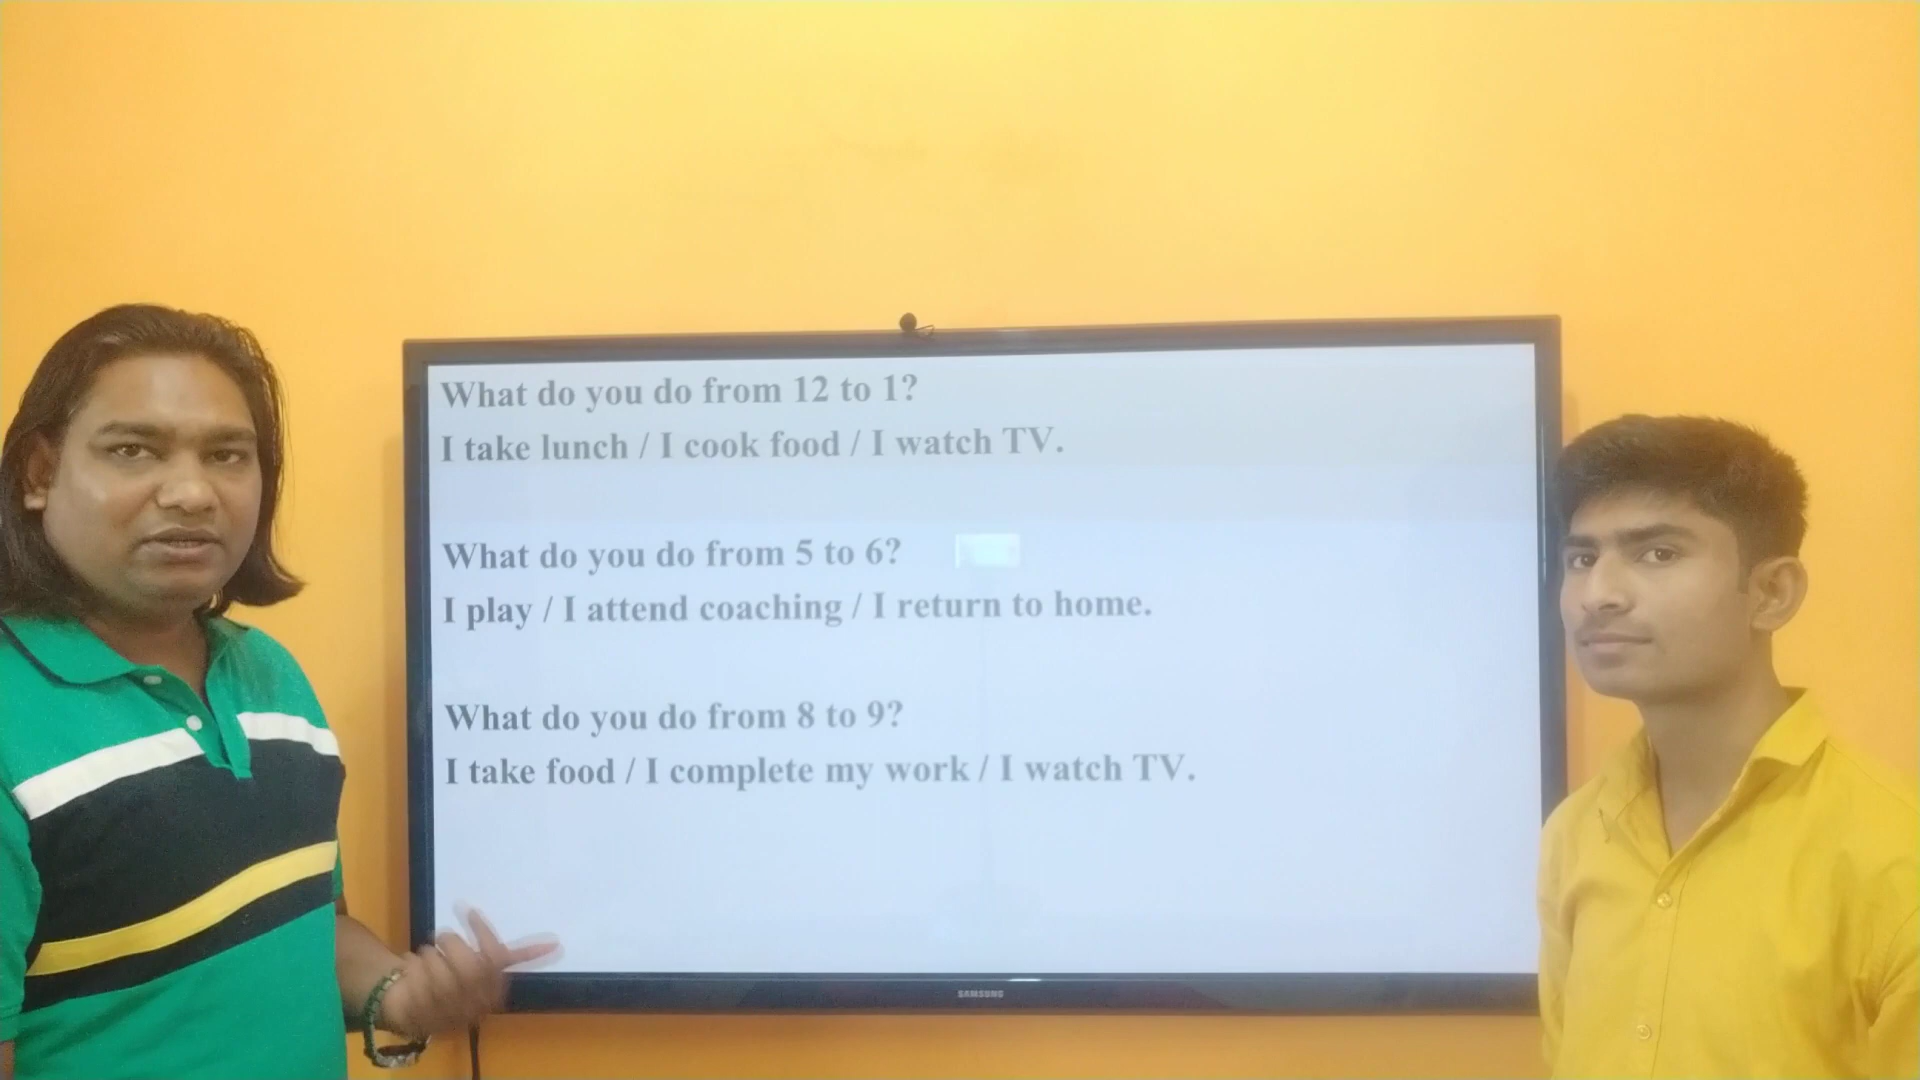 What do you do from 12 to 1?
I take lunch / I cook food / I watch TV.
What do you do from 5 to 6?
I play / I attend coaching / I return to home.
What do you do from 8 to 9?
I take food / I complete my work / I watch TV.
SAMSUNG